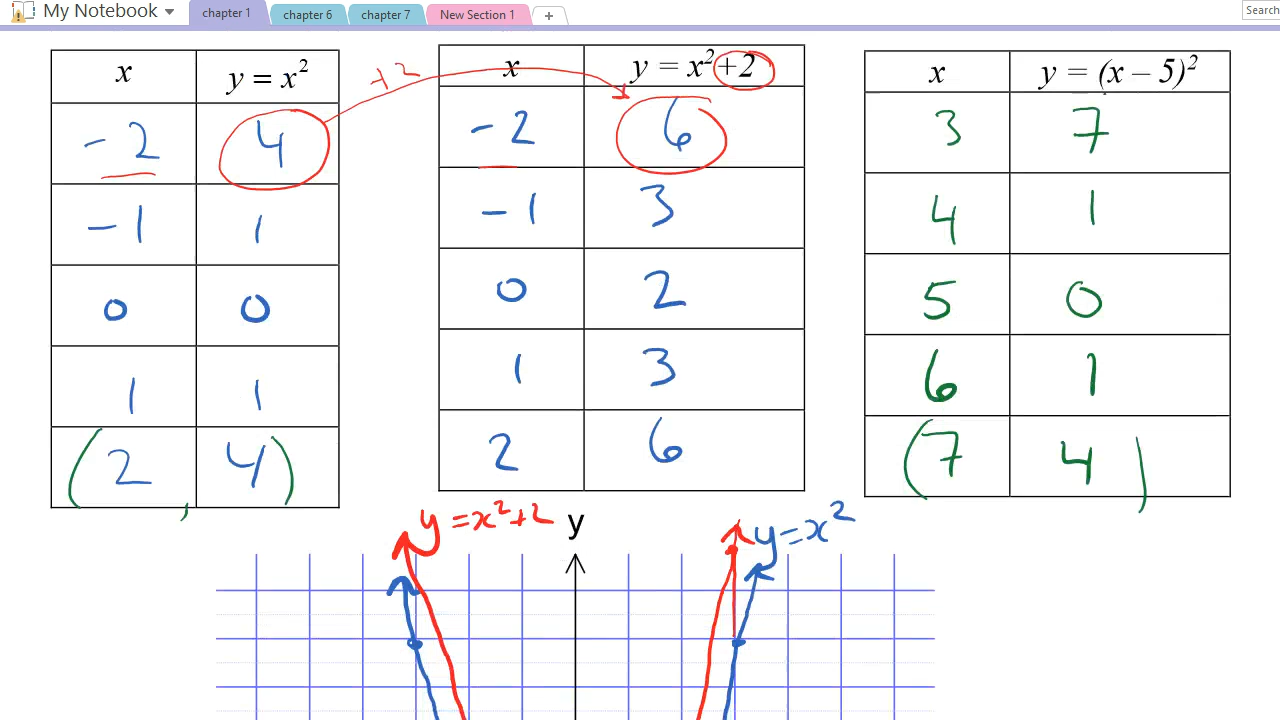 My Notebook
chapter 1
chapter 6
chapter 7
New Section 1
Search
x y = x²
-2 4
-1 1
0 0
1 1
(2, 4)
+2
x y = x² +2
-2 6
-1 3
0 2
1 3
2 6
x y = (x – 5)²
3 7
4 1
5 0
6 1
(7 4)
y = x² + 2
y
y = x²